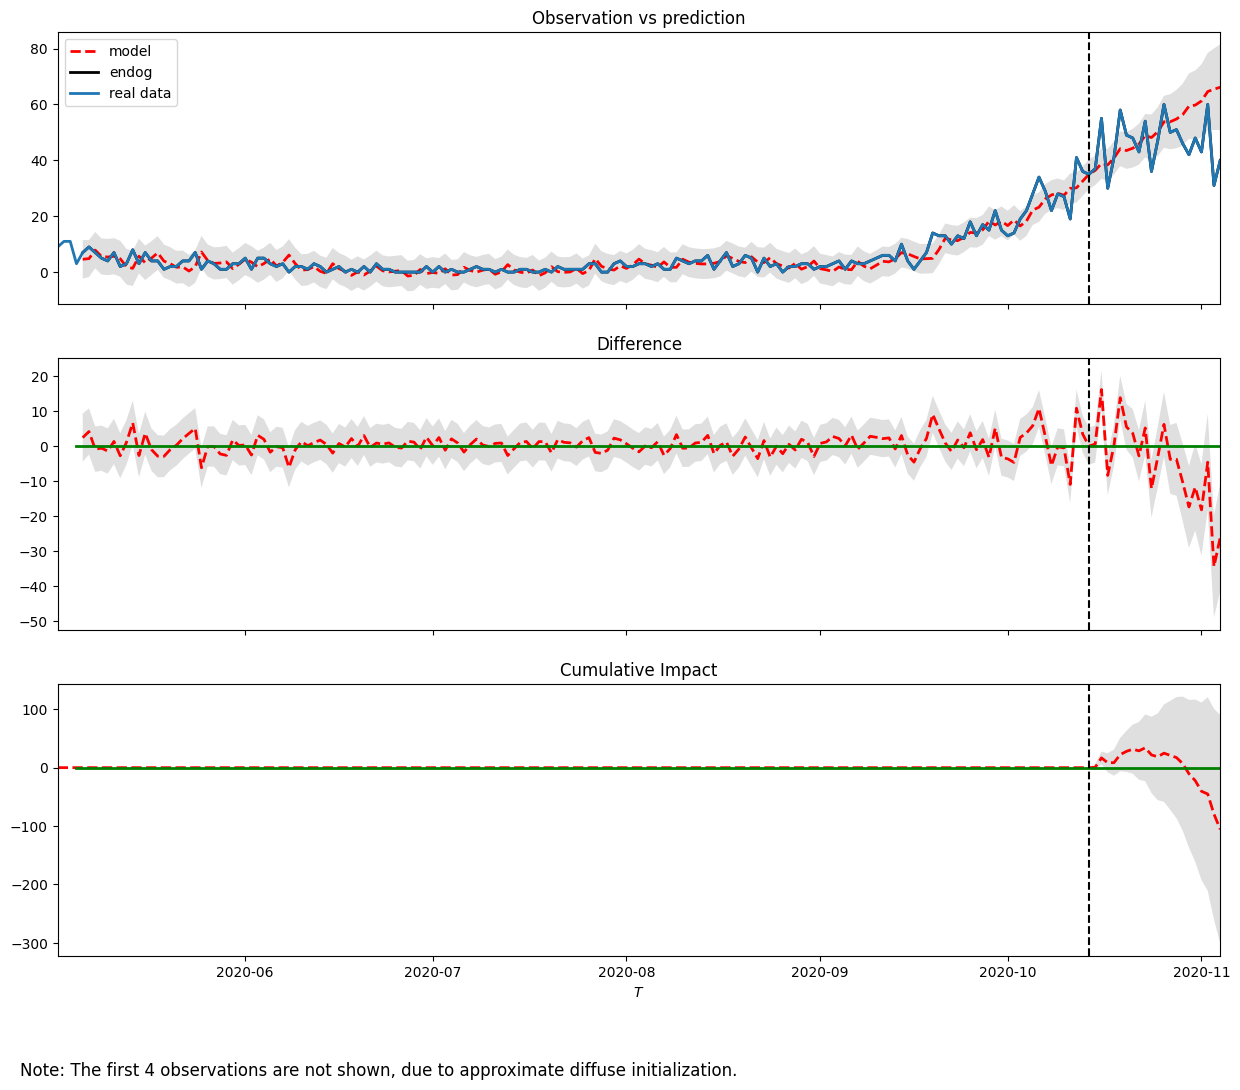 Observation vs prediction
80
60
40
20
0
model
endog
real data
Difference
20
10
0
−10
−20
−30
−40
−50
Cumulative Impact
100
0
−100
−200
−300
2020-06 2020-07 2020-08 2020-09 2020-10 2020-11
T
Note: The first 4 observations are not shown, due to approximate diffuse initialization.